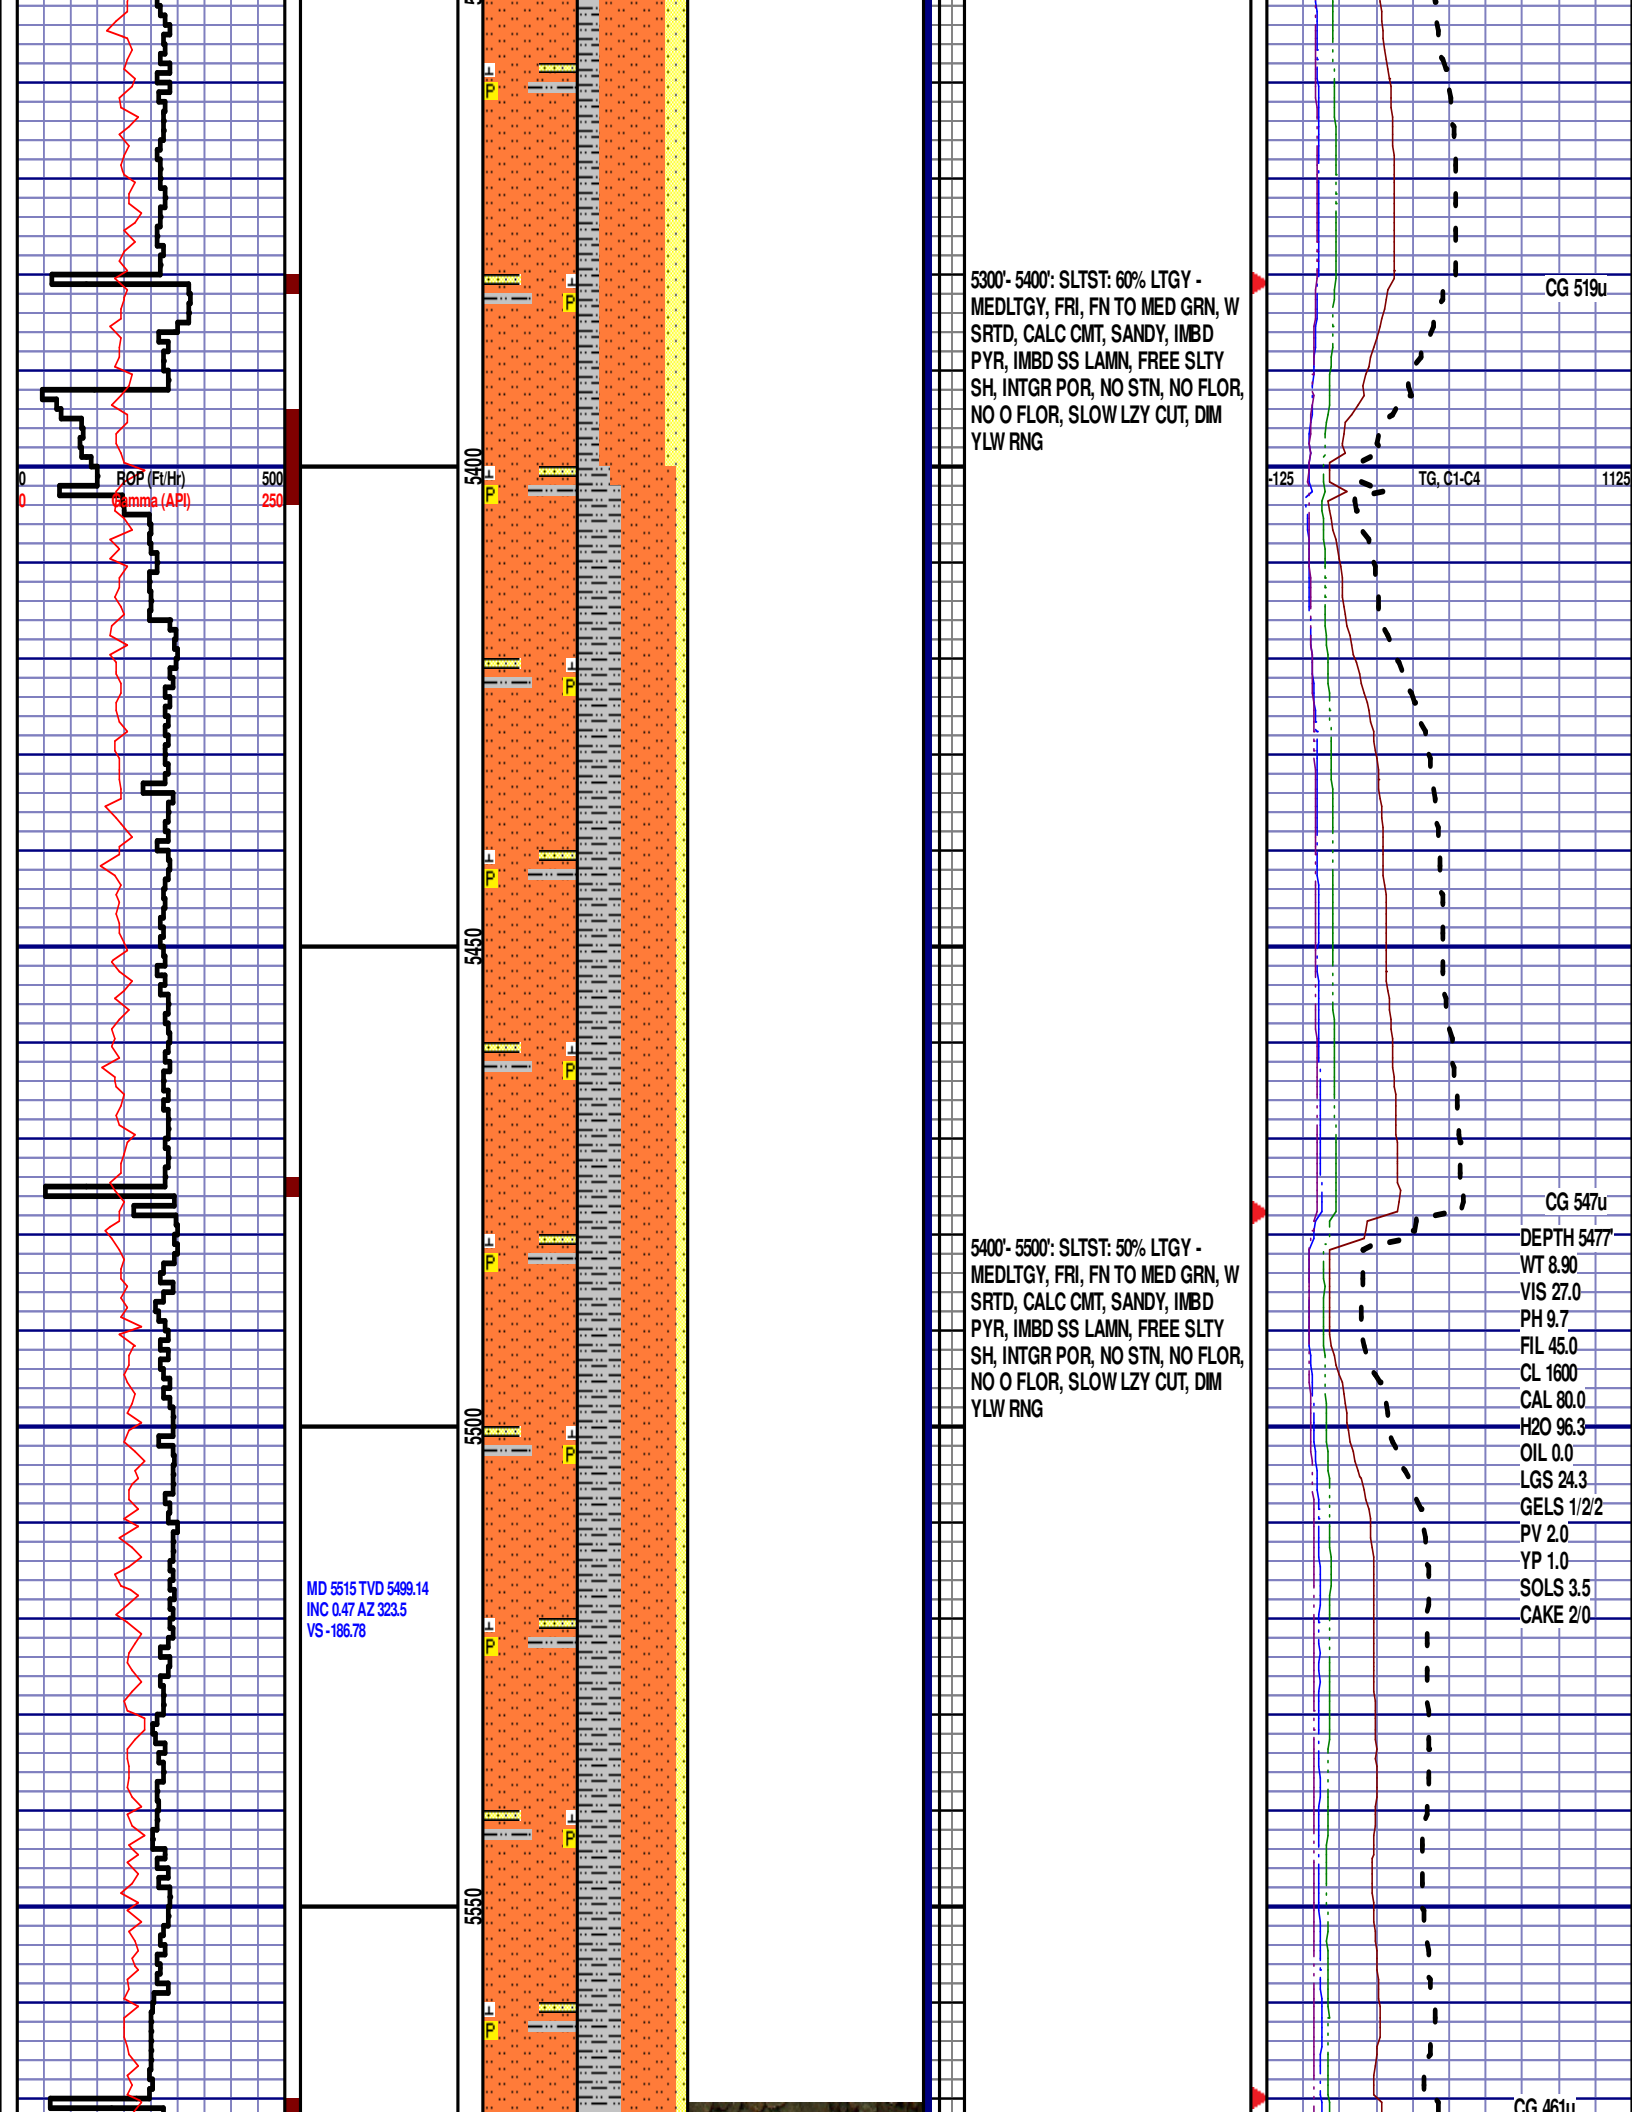 5300'- 5400': SLTST: 60% LTGY -
MEDLTGY, FRI, FN TO MED GRN, W
SRTD, CALC CMT, SANDY, IMBD
PYR, IMBD SS LAMN, FREE SLTY
SH, INTGR POR, NO STN, NO FLOR,
NO O FLOR, SLOW LZY CUT, DIM
YLW RNG
CG 519u
5400
0 ROP (Ft/Hr) 500
0 Gamma (API) 250
-125 TG, C1-C4 1125
P
P
P
P
P
P
P
P
P
P
P
5450
CG 547u
5400'- 5500': SLTST: 50% LTGY -
MEDLTGY, FRI, FN TO MED GRN, W
SRTD, CALC CMT, SANDY, IMBD
PYR, IMBD SS LAMN, FREE SLTY
SH, INTGR POR, NO STN, NO FLOR,
NO O FLOR, SLOW LZY CUT, DIM
YLW RNG
DEPTH 5477'
WT 8.90
VIS 27.0
PH 9.7
FIL 45.0
CL 1600
CAL 80.0
H2O 96.3
OIL 0.0
LGS 24.3
GELS 1/2/2
PV 2.0
YP 1.0
SOLS 3.5
CAKE 2/0
5500
MD 5515 TVD 5499.14
INC 0.47 AZ 323.5
VS -186.78
5550
CG 461u